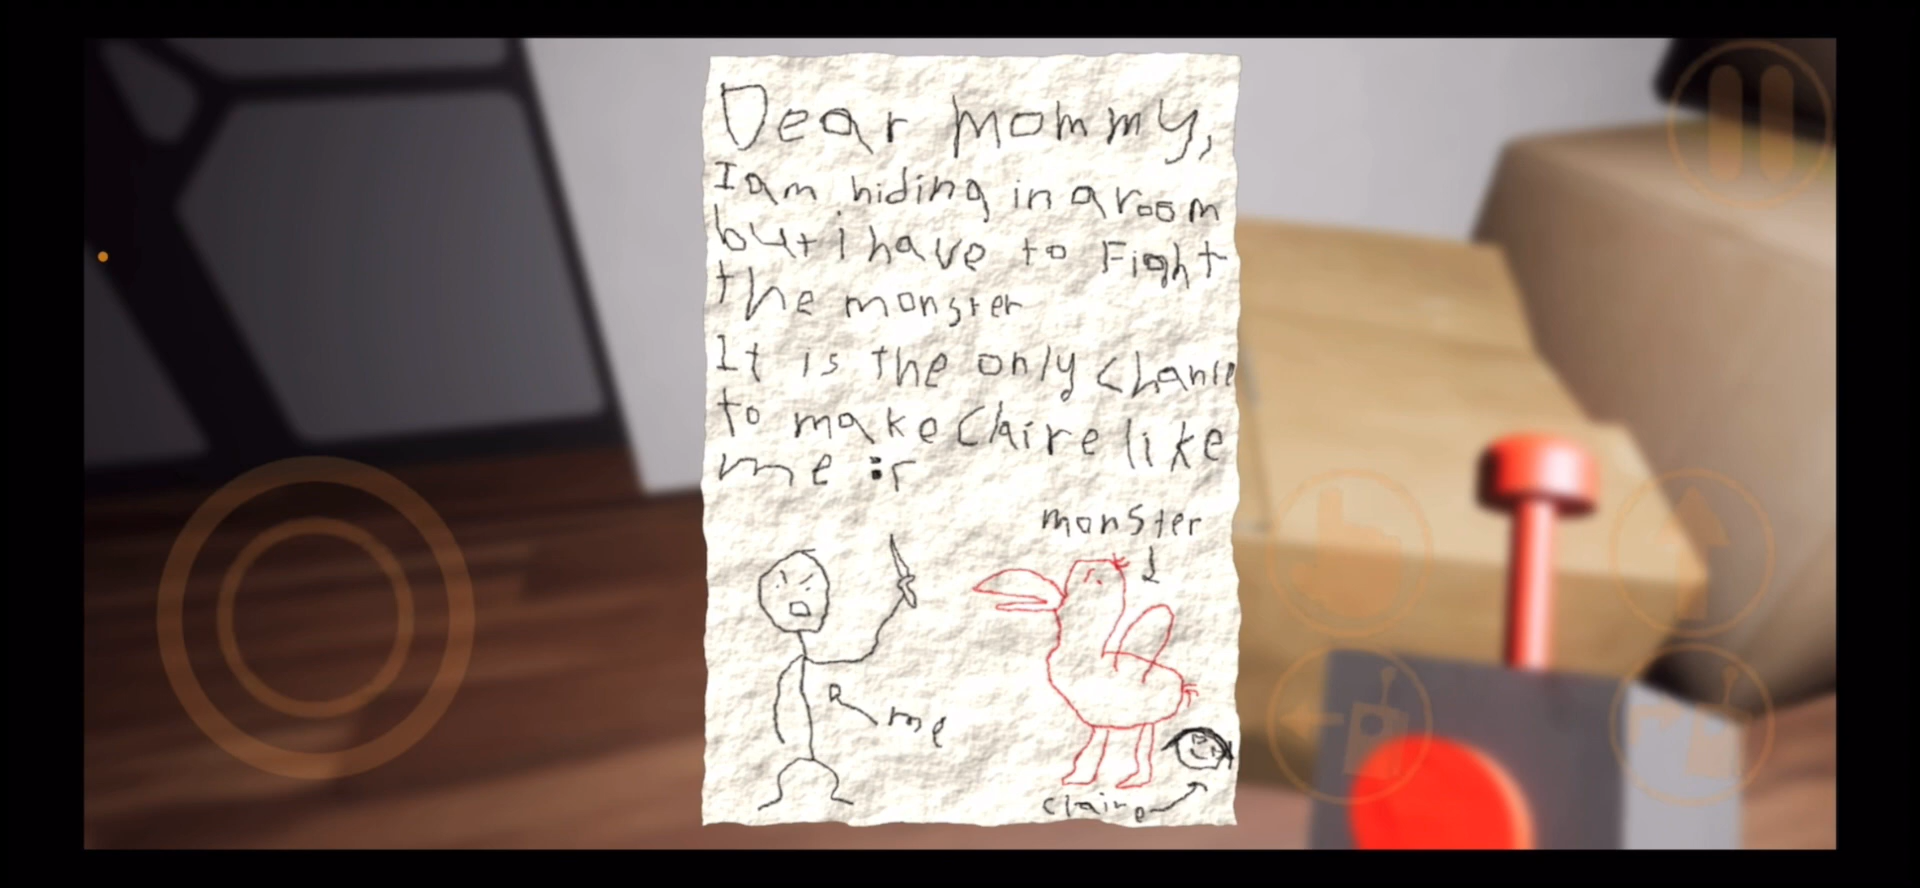 Dear mommy,
I am hiding in a room
but i have to Fight
the monster
It is the only chance
to make Claire like
me :r
monster
me
claire